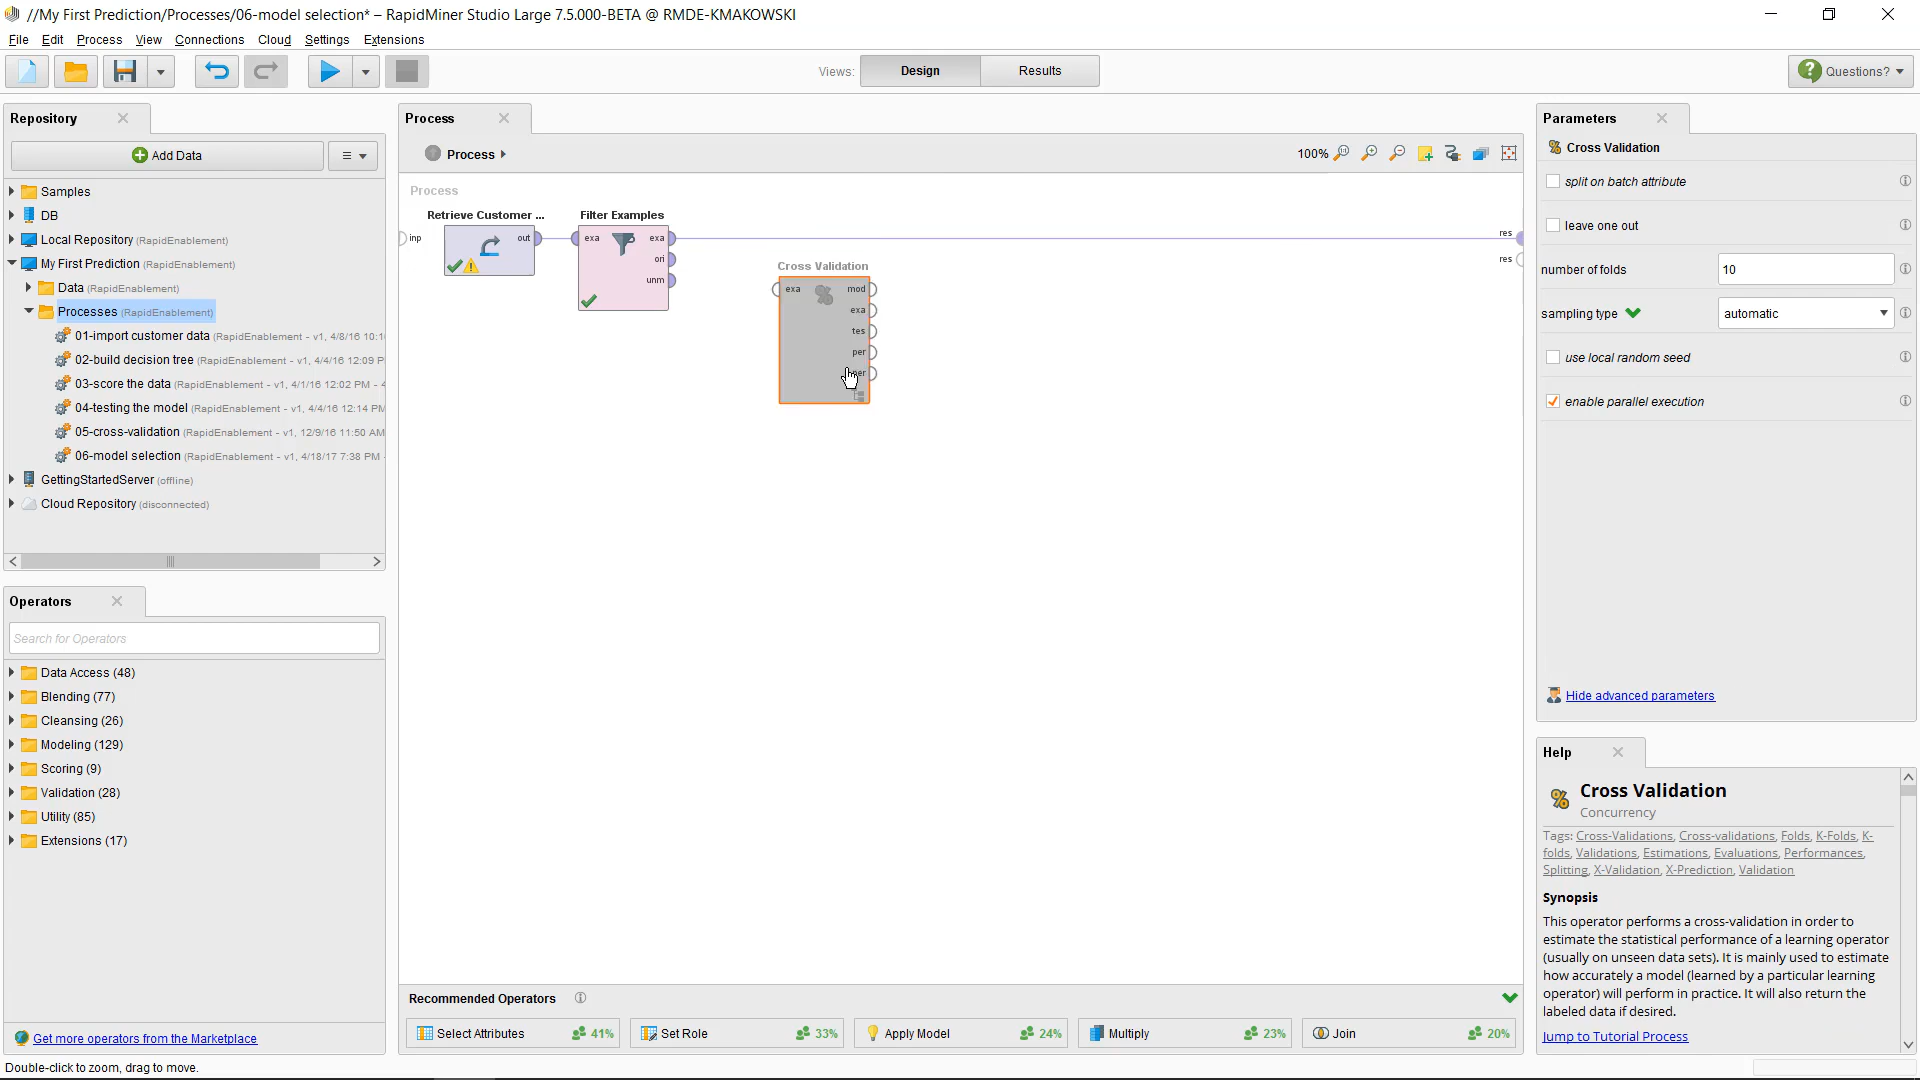 //My First Prediction/Processes/06-model selection* – RapidMiner Studio Large 7.5.000-BETA @ RMDE-KMAKOWSKI
File Edit Process View Connections Cloud Settings Extensions
Views: Design Results
Questions?
Repository
Add Data
Samples
DB
Local Repository (RapidEnablement)
My First Prediction (RapidEnablement)
Data (RapidEnablement)
Processes (RapidEnablement)
01-import customer data (RapidEnablement - v1, 4/8/16 10:1
02-build decision tree (RapidEnablement - v1, 4/4/16 12:09 P
03-score the data (RapidEnablement - v1, 4/1/16 12:02 PM - 4
04-testing the model (RapidEnablement - v1, 4/4/16 12:14 PM
05-cross-validation (RapidEnablement - v1, 12/9/16 11:50 AM
06-model selection (RapidEnablement - v1, 4/18/17 7:38 PM -
GettingStartedServer (offline)
Cloud Repository (disconnected)
Operators
Search for Operators
Data Access (48)
Blending (77)
Cleansing (26)
Modeling (129)
Scoring (9)
Validation (28)
Utility (85)
Extensions (17)
Get more operators from the Marketplace
Double-click to zoom, drag to move.
Process
Process
100%
Process
Retrieve Customer ...
Filter Examples
inp
out
exa
exa
ori
unm
res
res
Cross Validation
exa
mod
exa
tes
per
per
Recommended Operators
Select Attributes 41%
Set Role 33%
Apply Model 24%
Multiply 23%
Join 20%
Parameters
Cross Validation
split on batch attribute
leave one out
number of folds 10
sampling type automatic
use local random seed
enable parallel execution
Hide advanced parameters
Help
Cross Validation
Concurrency
Tags: Cross-Validations, Cross-validations, Folds, K-Folds, K-
folds, Validations, Estimations, Evaluations, Performances,
Splitting, X-Validation, X-Prediction, Validation
Synopsis
This operator performs a cross-validation in order to
estimate the statistical performance of a learning operator
(usually on unseen data sets). It is mainly used to estimate
how accurately a model (learned by a particular learning
operator) will perform in practice. It will also return the
labeled data if desired.
Jump to Tutorial Process